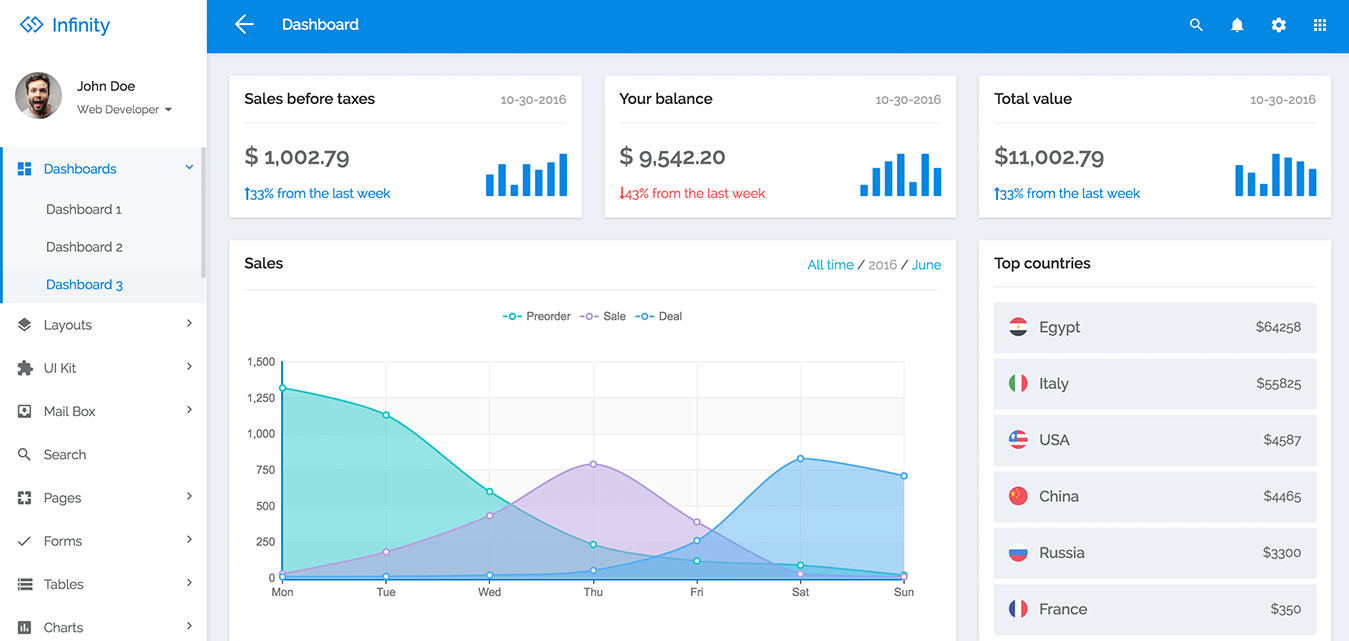 Infinity
Dashboard
John Doe
Web Developer
Dashboards
Dashboard 1
Dashboard 2
Dashboard 3
Layouts
UI Kit
Mail Box
Search
Pages
Forms
Tables
Charts
Sales before taxes 10-30-2016
$ 1,002.79
33% from the last week
Your balance 10-30-2016
$ 9,542.20
43% from the last week
Total value 10-30-2016
$11,002.79
33% from the last week
Sales All time / 2016 / June
Preorder Sale Deal
1,500
1,250
1,000
750
500
250
0
Mon Tue Wed Thu Fri Sat Sun
Top countries
Egypt $64258
Italy $55825
USA $4587
China $4465
Russia $3300
France $350